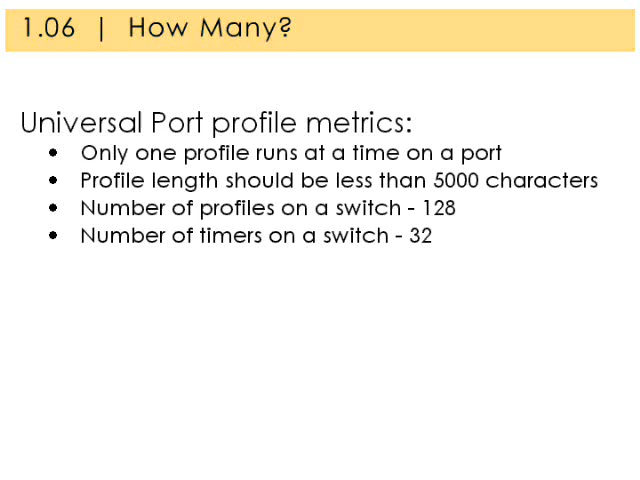 1.06 | How Many?
Universal Port profile metrics:
• Only one profile runs at a time on a port
• Profile length should be less than 5000 characters
• Number of profiles on a switch - 128
• Number of timers on a switch - 32